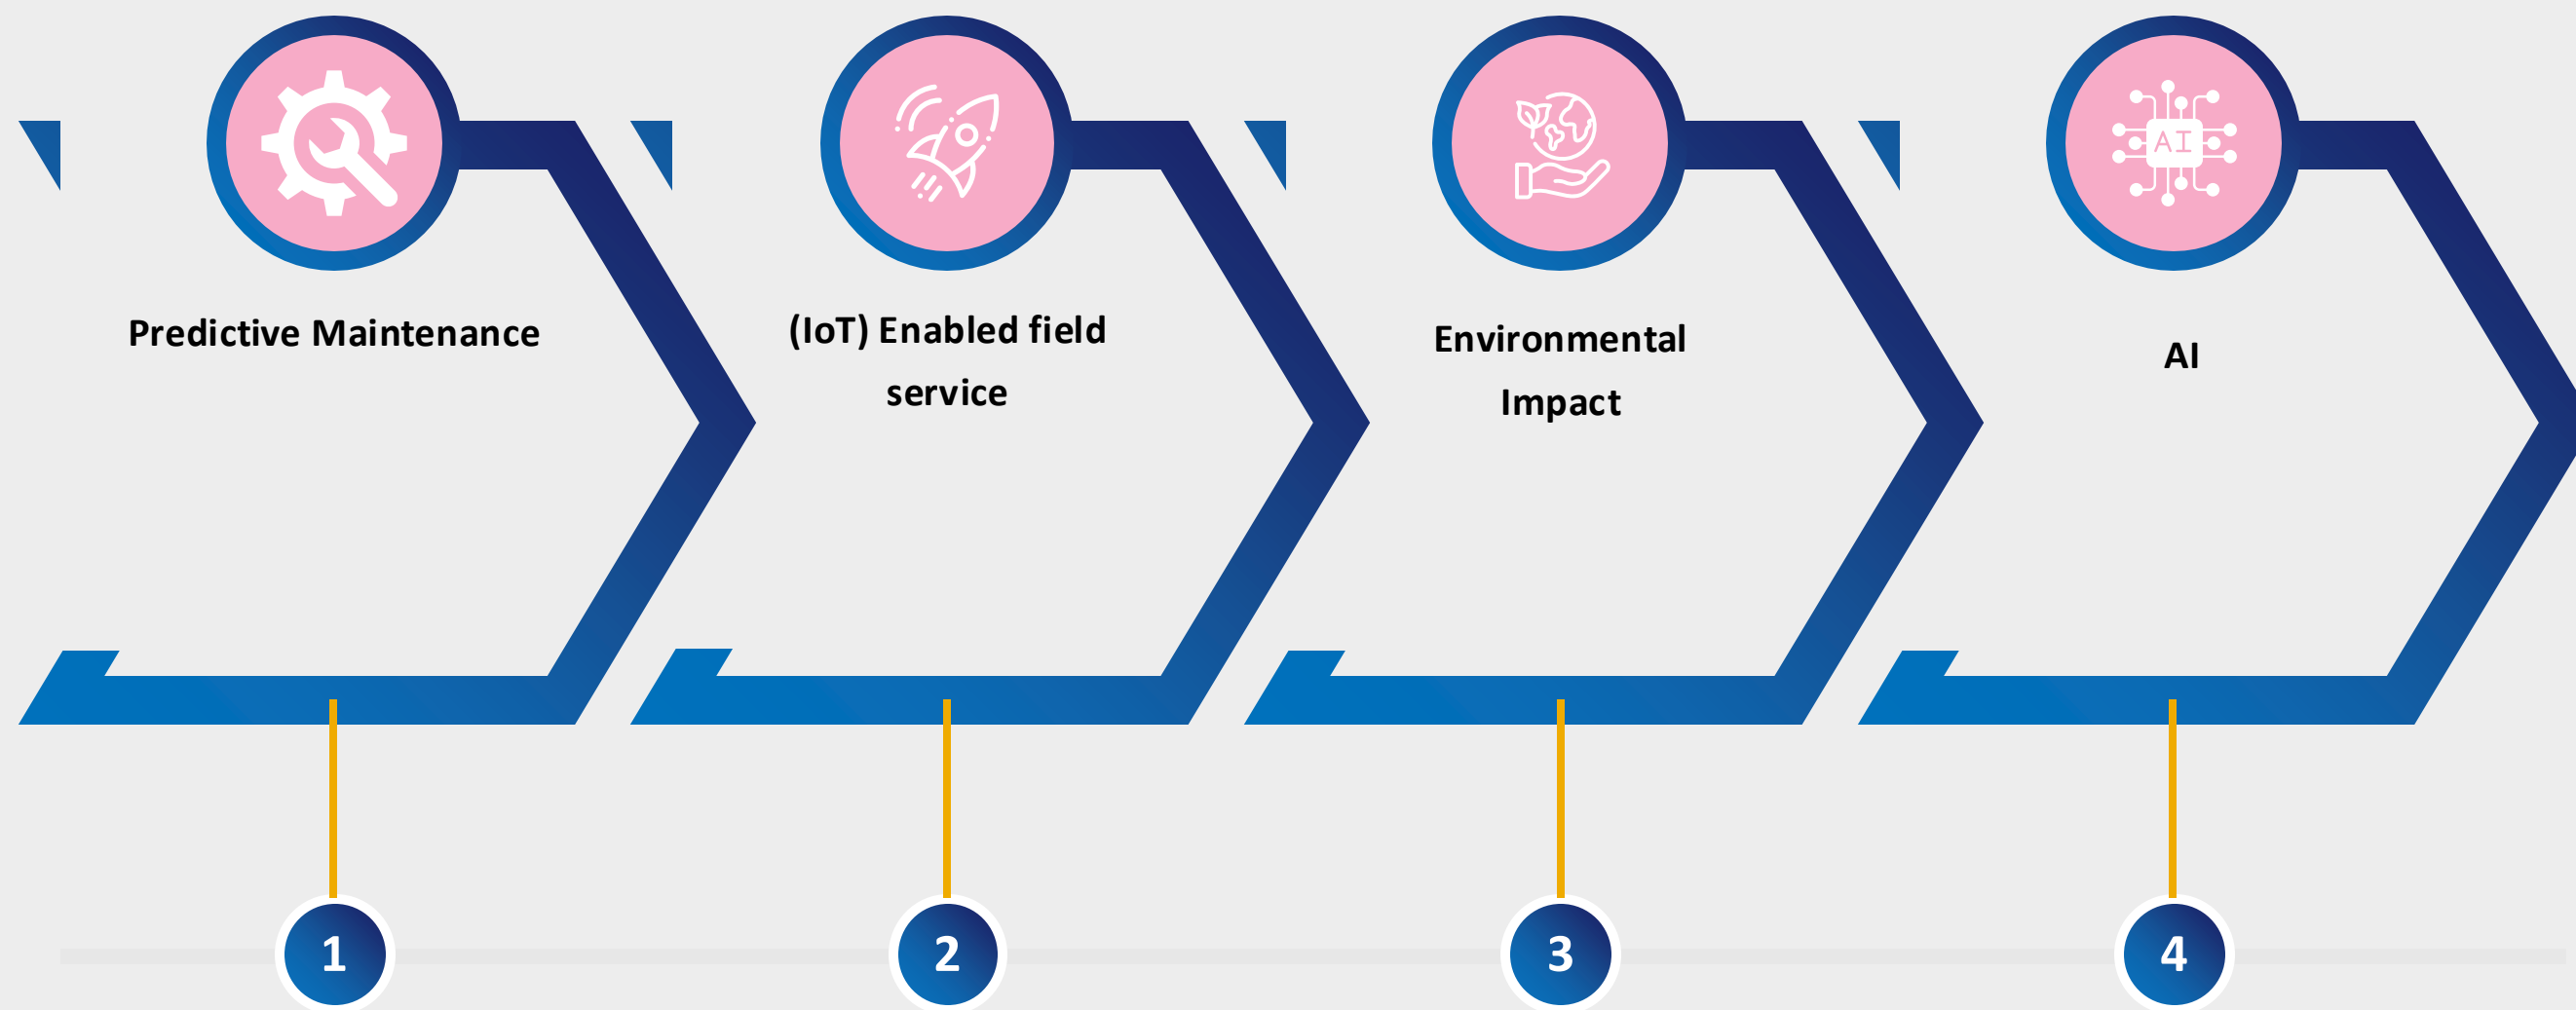 AI
Predictive Maintenance
(IoT) Enabled field
service
Environmental
Impact
AI
1
2
3
4